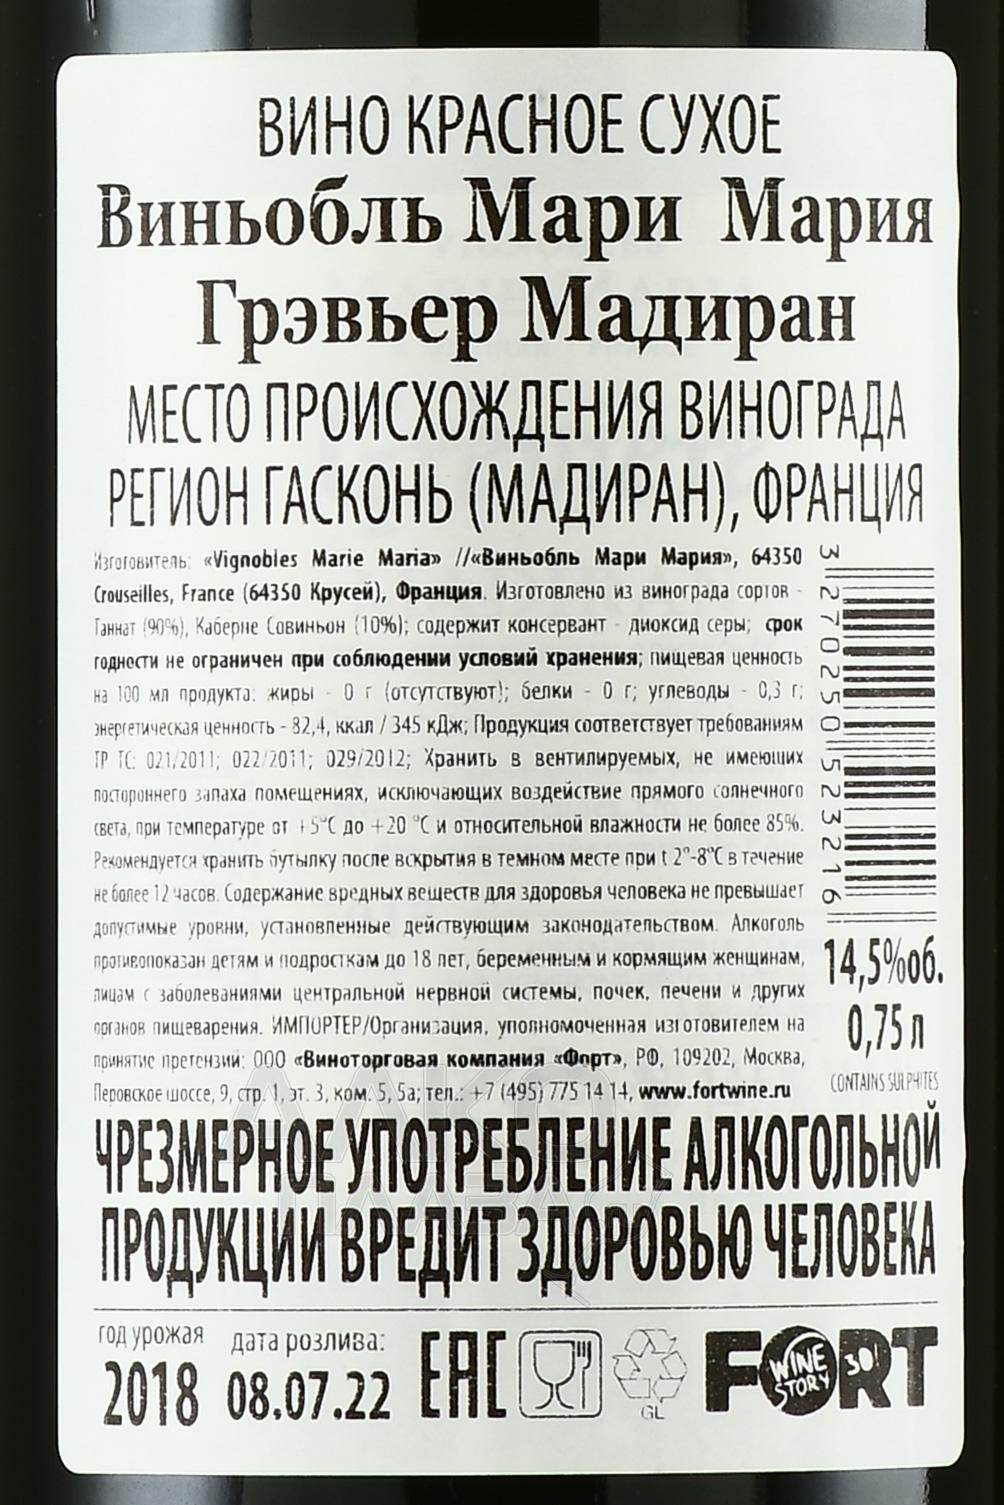 ВИНО КРАСНОЕ СУХОЕ
Виньобль Мари Мария
Грэвьер Мадиран
МЕСТО ПРОИСХОЖДЕНИЯ ВИНОГРАДА
РЕГИОН ГАСКОНЬ (МАДИРАН), ФРАНЦИЯ
Изготовитель: «Vignobles Marie Maria» //«Виньобль Мари Мария», 64350
Crouseilles, France (64350 Крусей), Франция. Изготовлено из винограда сортов -
Таннат (90%), Каберне Совиньон (10%); содержит консервант - диоксид серы; срок
годности не ограничен при соблюдении условий хранения; пищевая ценность
на 100 мл продукта: жиры - 0 г (отсутствуют); белки - 0 г; углеводы - 0,3 г;
энергетическая ценность - 82,4, ккал / 345 кДж; Продукция соответствует требованиям
ТР ТС: 021/2011; 022/2011; 029/2012; Хранить в вентилируемых, не имеющих
постороннего запаха помещениях, исключающих воздействие прямого солнечного
света, при температуре от +5°C до +20 °C и относительной влажности не более 85%.
Рекомендуется хранить бутылку после вскрытия в темном месте при t 2°-8°C в течение
не более 12 часов. Содержание вредных веществ для здоровья человека не превышает
допустимые уровни, установленные действующим законодательством. Алкоголь
противопоказан детям и подросткам до 18 лет, беременным и кормящим женщинам,
лицам с заболеваниями центральной нервной системы, почек, печени и других
органов пищеварения. ИМПОРТЕР/Организация, уполномоченная изготовителем на
принятие претензий: ООО «Виноторговая компания «Форт», РФ, 109202, Москва,
Перовское шоссе, 9, стр. 1, эт. 3, ком. 5, 5а; тел.: +7 (495) 775 14 14, www.fortwine.ru
3 270250 523216
14,5%об.
0,75 л
CONTAINS SULPHITES
ЧРЕЗМЕРНОЕ УПОТРЕБЛЕНИЕ АЛКОГОЛЬНОЙ
ПРОДУКЦИИ ВРЕДИТ ЗДОРОВЬЮ ЧЕЛОВЕКА
год урожая
2018
дата розлива:
08.07.22
EAC
GL
FORT
WINE STORY 30!